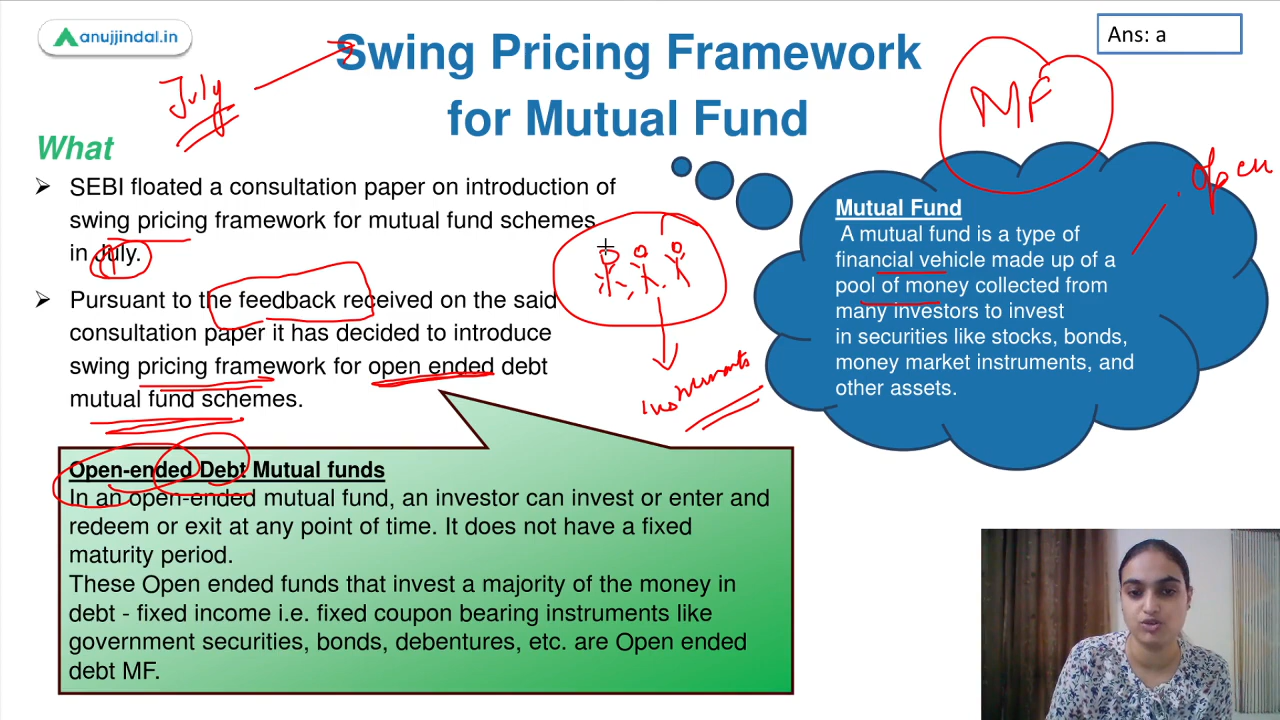 anujjindal.in
Swing Pricing Framework
for Mutual Fund
Ans: a
July
MF
open
What
➢ SEBI floated a consultation paper on introduction of
swing pricing framework for mutual fund schemes
in July.
➢ Pursuant to the feedback received on the said
consultation paper it has decided to introduce
swing pricing framework for open ended debt
mutual fund schemes.
Instruments
Mutual Fund
A mutual fund is a type of
financial vehicle made up of a
pool of money collected from
many investors to invest
in securities like stocks, bonds,
money market instruments, and
other assets.
Open-ended Debt Mutual funds
In an open-ended mutual fund, an investor can invest or enter and
redeem or exit at any point of time. It does not have a fixed
maturity period.
These Open ended funds that invest a majority of the money in
debt - fixed income i.e. fixed coupon bearing instruments like
government securities, bonds, debentures, etc. are Open ended
debt MF.